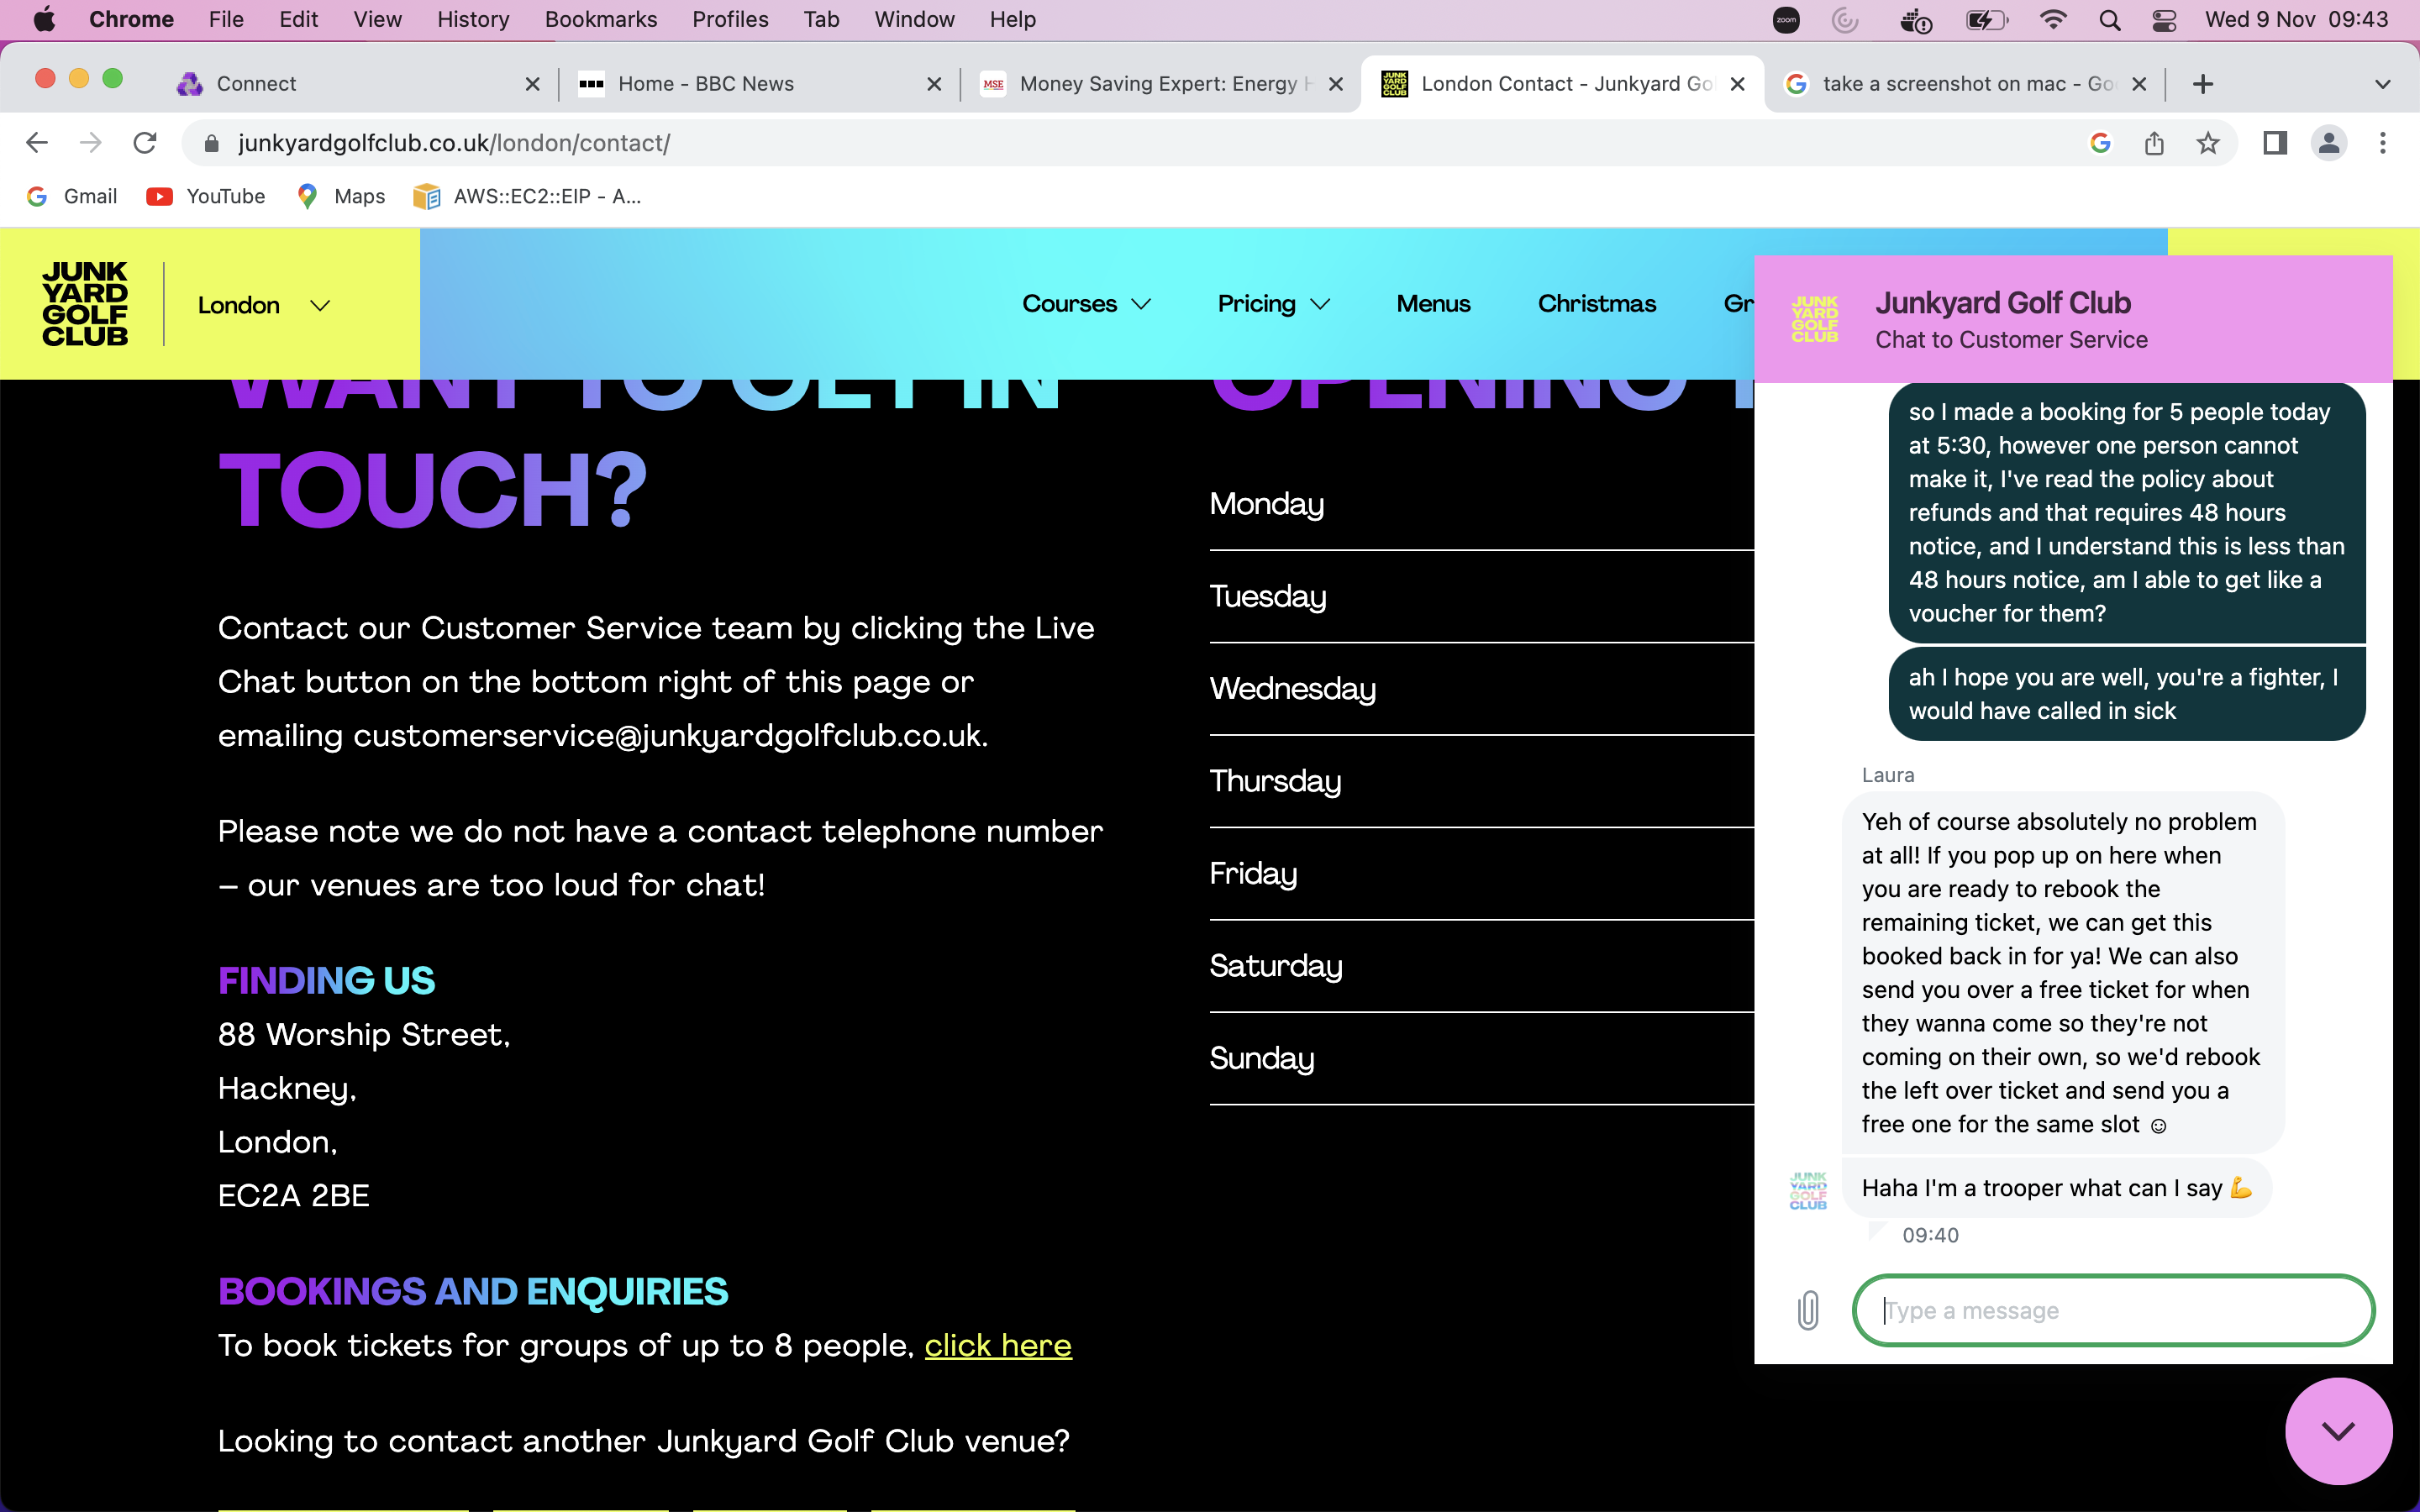 Chrome File Edit View History Bookmarks Profiles Tab Window Help
zoom
Wed 9 Nov 09:43
Connect
Home - BBC News
MSE
Money Saving Expert: Energy
JUNK YARD GOLF CLUB
London Contact - Junkyard Go
take a screenshot on mac - Go
junkyardgolfclub.co.uk/london/contact/
Gmail
YouTube
Maps
AWS::EC2::EIP - A...
JUNK
YARD
GOLF
CLUB
London
Courses
Pricing
Menus
Christmas
Gr
WANT TO GET IN
TOUCH?
Contact our Customer Service team by clicking the Live
Chat button on the bottom right of this page or
emailing customerservice@junkyardgolfclub.co.uk.
Please note we do not have a contact telephone number
– our venues are too loud for chat!
FINDING US
88 Worship Street,
Hackney,
London,
EC2A 2BE
BOOKINGS AND ENQUIRIES
To book tickets for groups of up to 8 people, click here
Looking to contact another Junkyard Golf Club venue?
OPENING
Monday
Tuesday
Wednesday
Thursday
Friday
Saturday
Sunday
JUNK
YARD
GOLF
CLUB
Junkyard Golf Club
Chat to Customer Service
so I made a booking for 5 people today
at 5:30, however one person cannot
make it, I've read the policy about
refunds and that requires 48 hours
notice, and I understand this is less than
48 hours notice, am I able to get like a
voucher for them?
ah I hope you are well, you're a fighter, I
would have called in sick
Laura
Yeh of course absolutely no problem
at all! If you pop up on here when
you are ready to rebook the
remaining ticket, we can get this
booked back in for ya! We can also
send you over a free ticket for when
they wanna come so they're not
coming on their own, so we'd rebook
the left over ticket and send you a
free one for the same slot ☺
JUNK
YARD
GOLF
CLUB
Haha I'm a trooper what can I say 💪
09:40
Type a message